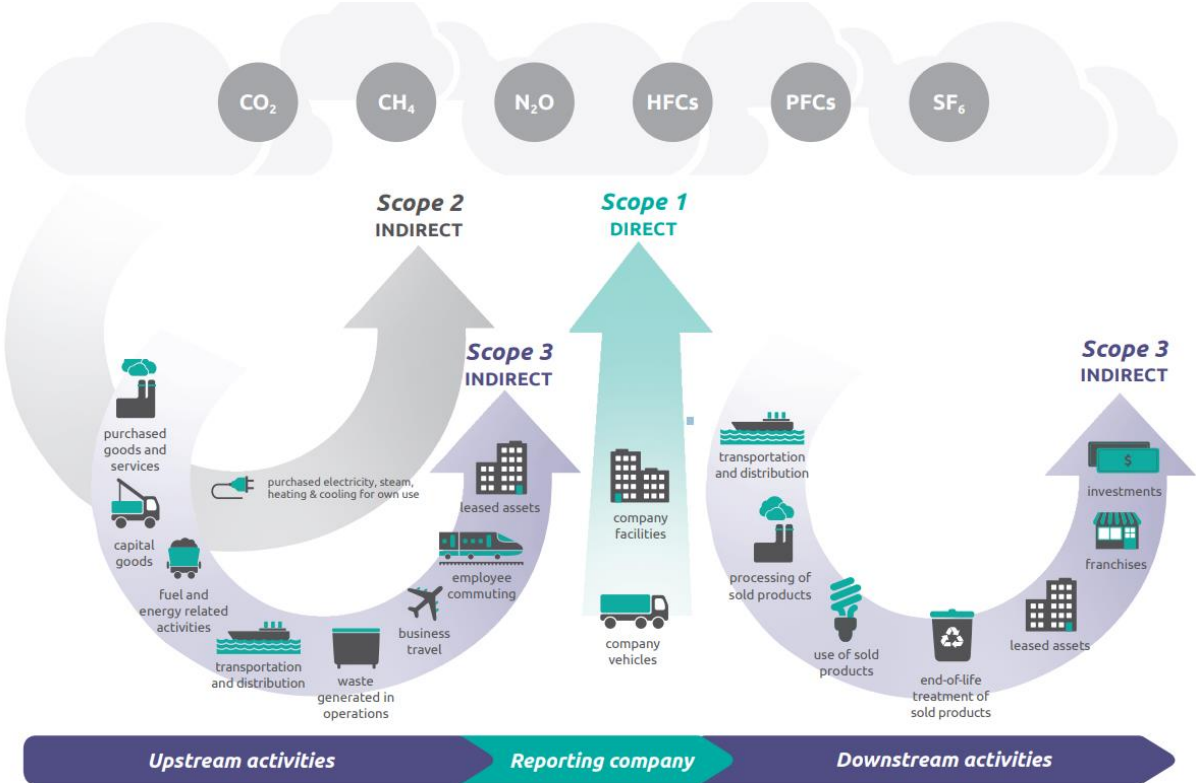 CO₂
CH₄
N₂O
HFCs
PFCs
SF₆
Scope 2
INDIRECT
Scope 1
DIRECT
Scope 3
INDIRECT
Scope 3
INDIRECT
purchased
goods and
services
capital
goods
fuel and
energy related
activities
purchased electricity, steam,
heating & cooling for own use
transportation
and distribution
waste
generated in
operations
business
travel
employee
commuting
leased assets
company
facilities
company
vehicles
transportation
and distribution
processing of
sold products
use of sold
products
end-of-life
treatment of
sold products
leased assets
franchises
$
investments
Upstream activities
Reporting company
Downstream activities